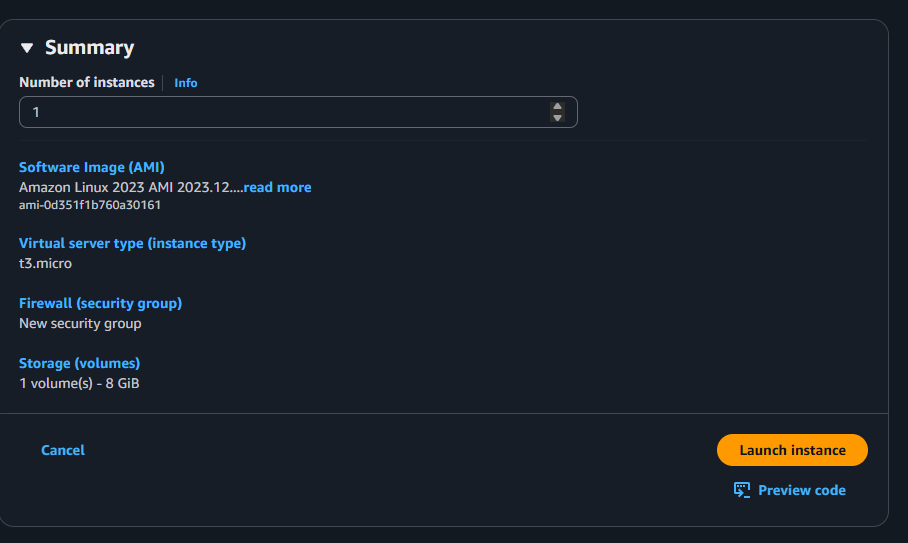 Summary
Number of instances Info
1
Software Image (AMI)
Amazon Linux 2023 AMI 2023.12....read more
ami-0d351f1b760a30161
Virtual server type (instance type)
t3.micro
Firewall (security group)
New security group
Storage (volumes)
1 volume(s) - 8 GiB
Cancel
Launch instance
Preview code